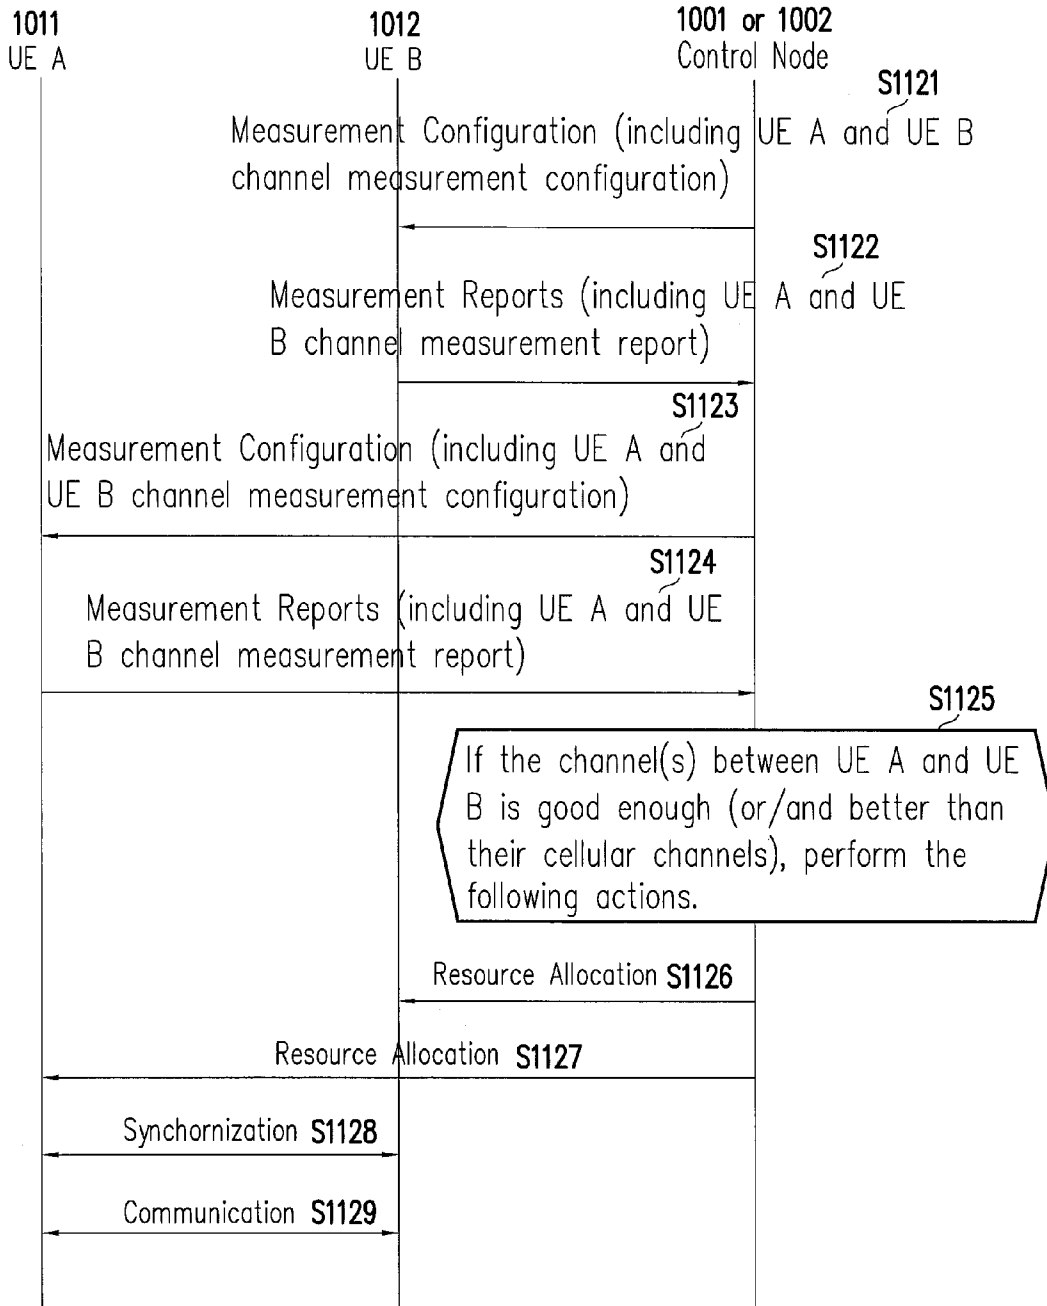 1011
UE A
1012
UE B
1001 or 1002
Control Node
S1121
Measurement Configuration (including UE A and UE B
channel measurement configuration)
S1122
Measurement Reports (including UE A and UE
B channel measurement report)
S1123
Measurement Configuration (including UE A and
UE B channel measurement configuration)
S1124
Measurement Reports (including UE A and UE
B channel measurement report)
S1125
If the channel(s) between UE A and UE
B is good enough (or/and better than
their cellular channels), perform the
following actions.
Resource Allocation S1126
Resource Allocation S1127
Synchornization S1128
Communication S1129